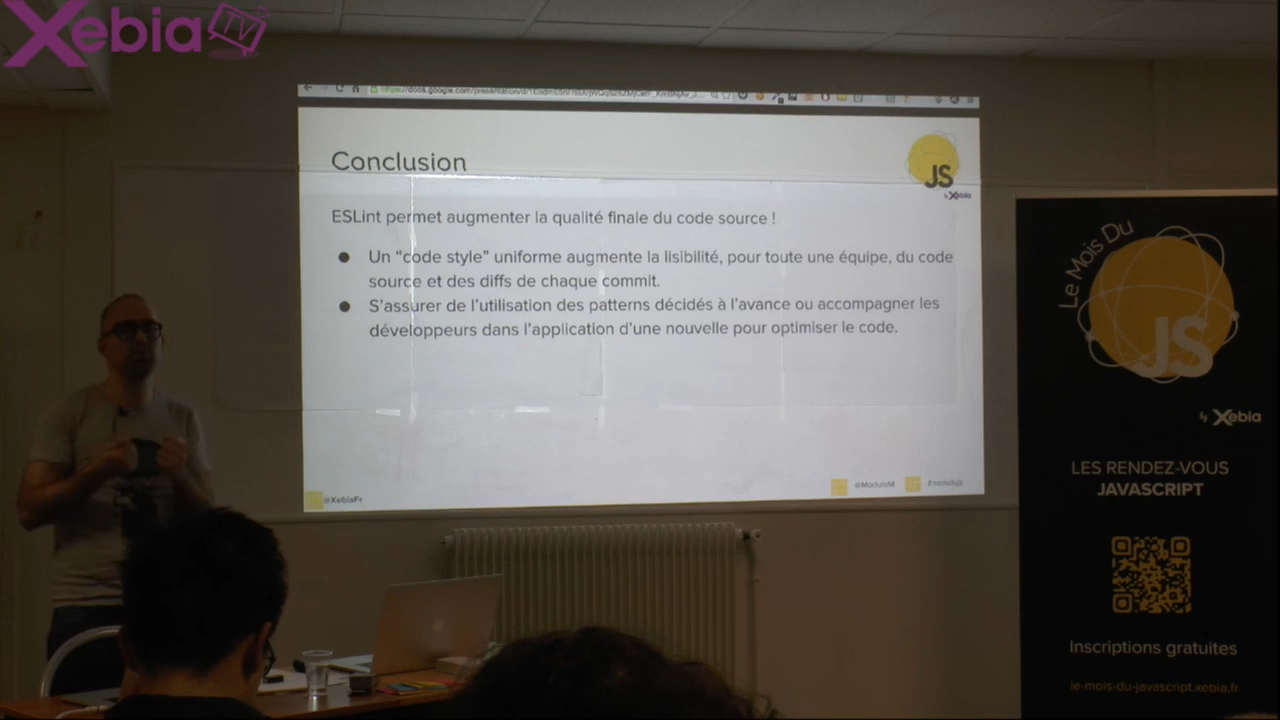 Xebia TV
Conclusion
JS
by Xebia
ESLint permet augmenter la qualité finale du code source !
● Un “code style” uniforme augmente la lisibilité, pour toute une équipe, du code
source et des diffs de chaque commit.
● S'assurer de l'utilisation des patterns décidés à l'avance ou accompagner les
développeurs dans l'application d'une nouvelle pour optimiser le code.
@XebiaFr
@ModuloM
#moisdujs
Le Mois Du
JS
by Xebia
LES RENDEZ-VOUS
JAVASCRIPT
Inscriptions gratuites
le-mois-du-javascript.xebia.fr